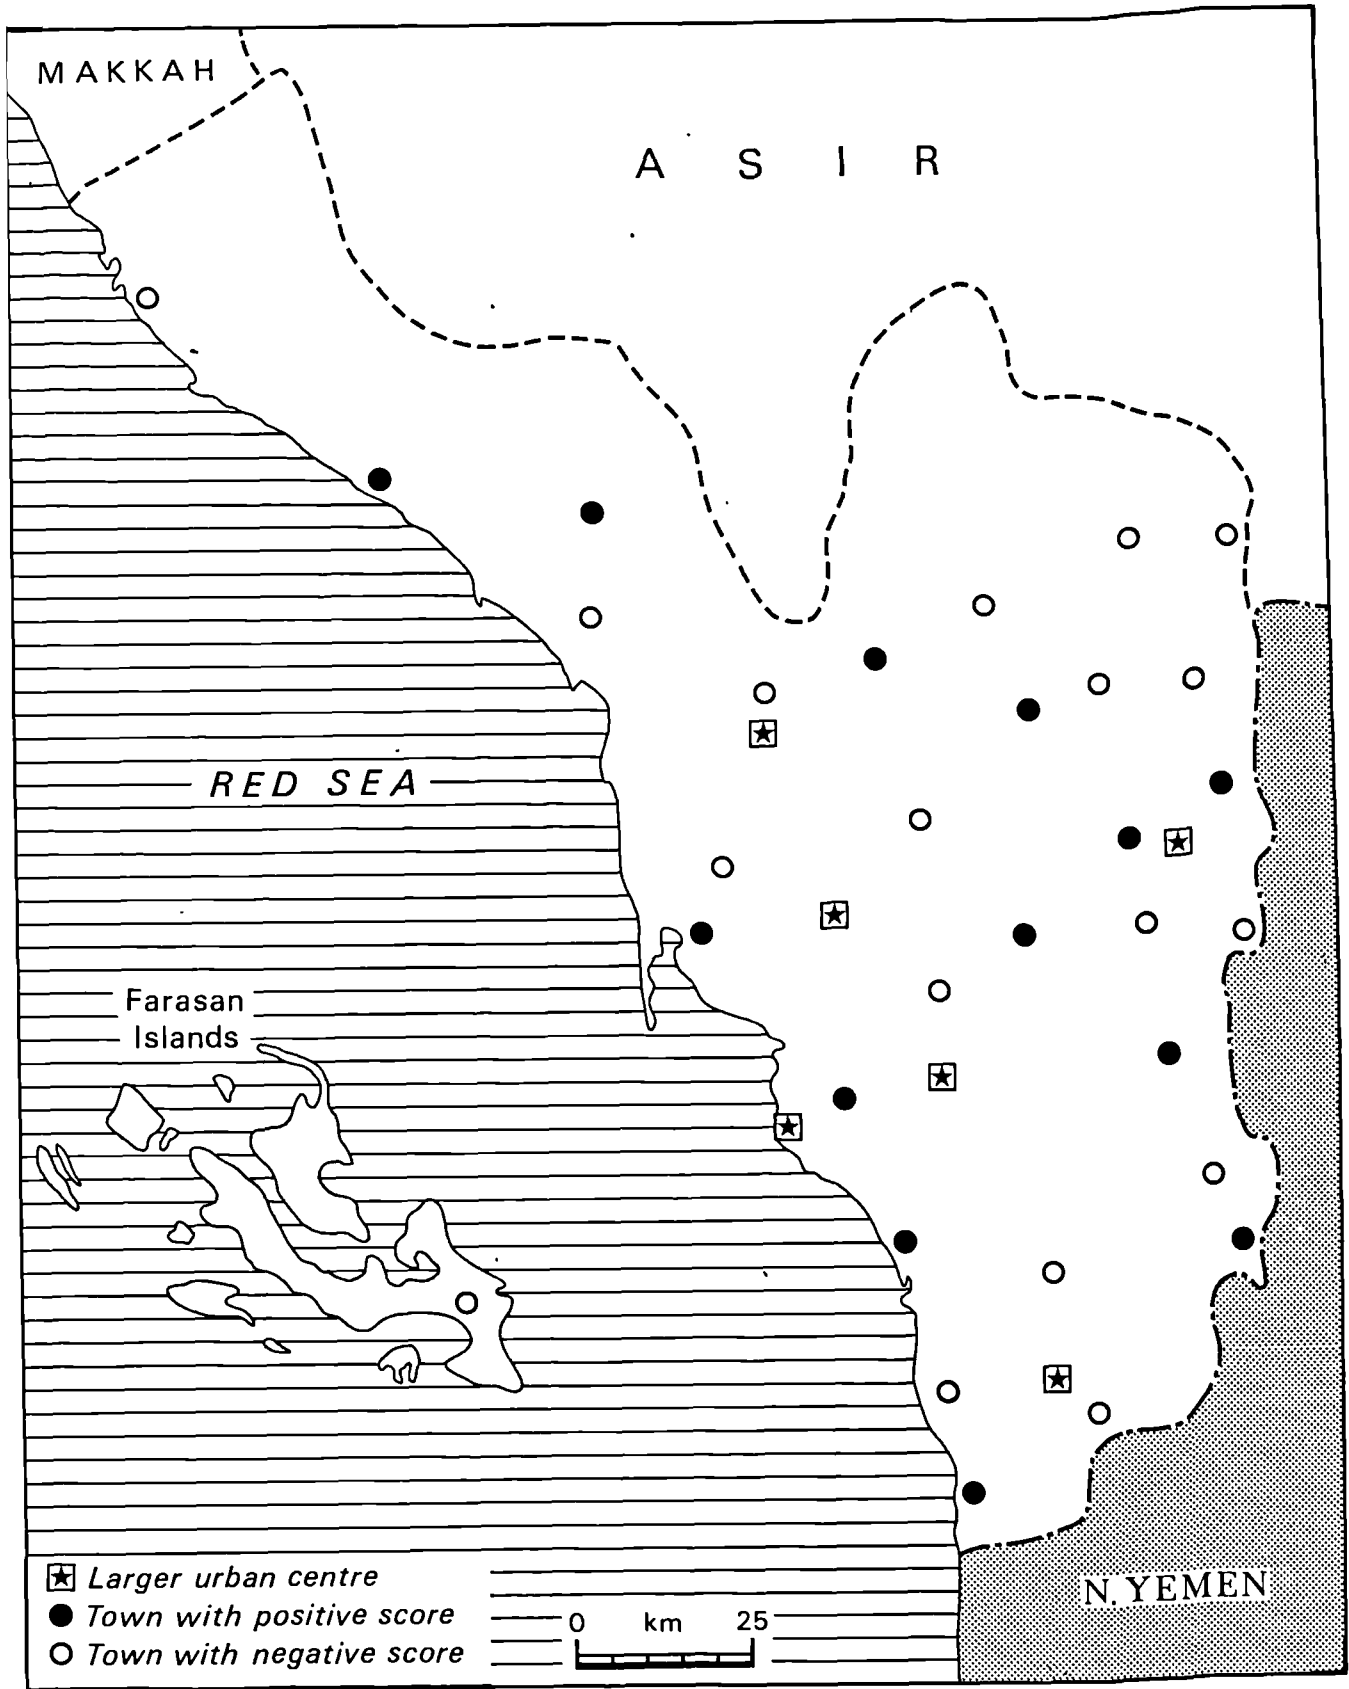 MAKKAH
ASIR
RED SEA
Farasan
Islands
Larger urban centre
Town with positive score
Town with negative score
0 km 25
N. YEMEN